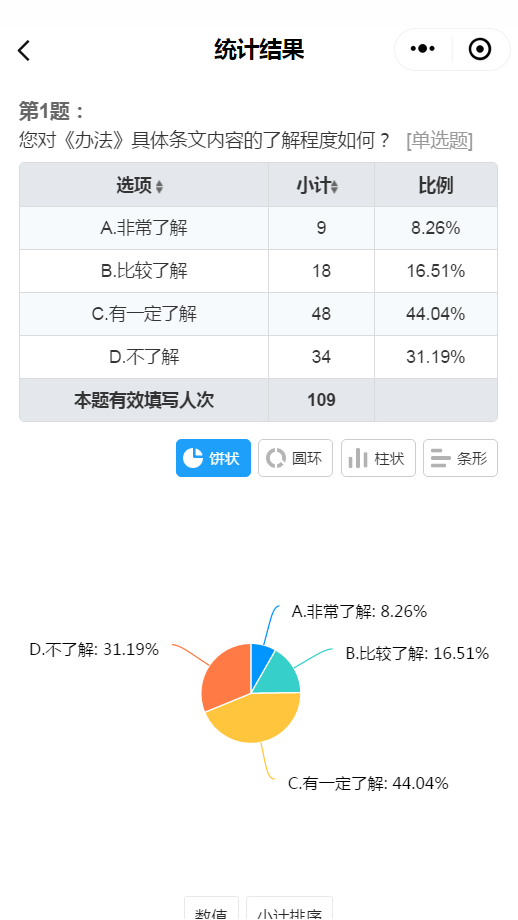 统计结果
第1题：
您对《办法》具体条文内容的了解程度如何？ [单选题]
选项 小计 比例
A.非常了解 9 8.26%
B.比较了解 18 16.51%
C.有一定了解 48 44.04%
D.不了解 34 31.19%
本题有效填写人次 109
饼状 圆环 柱状 条形
A.非常了解: 8.26%
D.不了解: 31.19%
B.比较了解: 16.51%
C.有一定了解: 44.04%
数值 小计排序